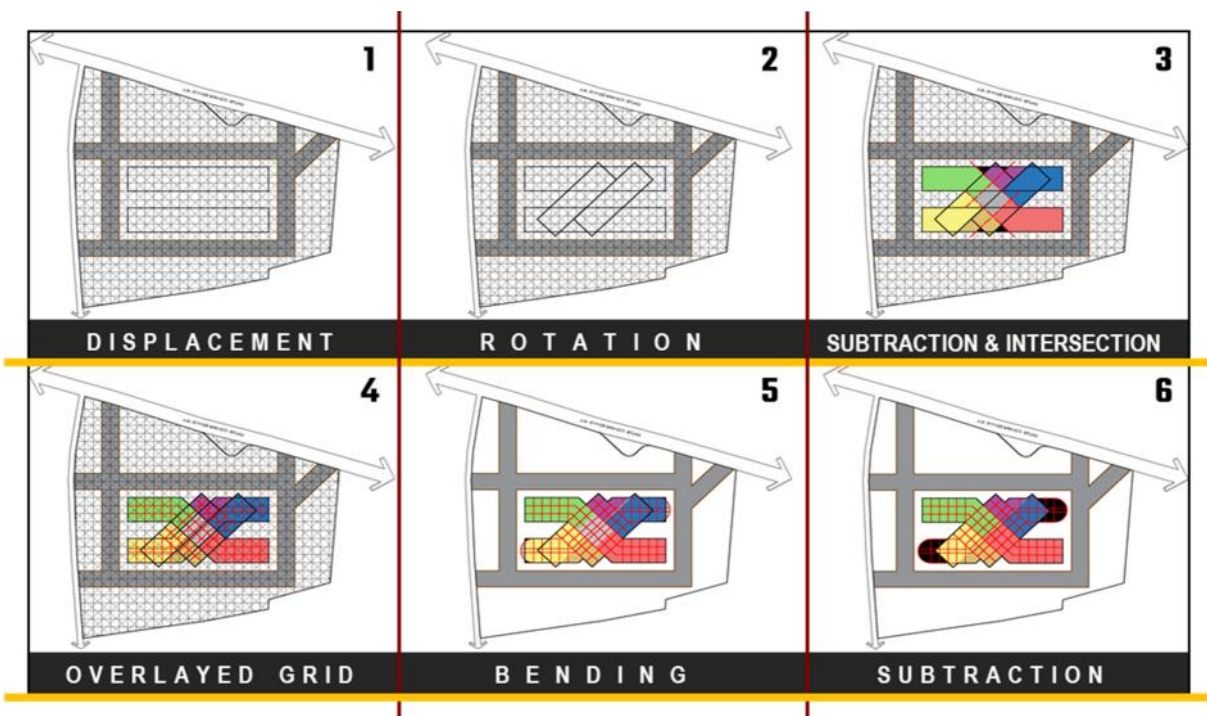 1
2
3
DISPLACEMENT
ROTATION
SUBTRACTION & INTERSECTION
4
5
6
OVERLAYED GRID
BENDING
SUBTRACTION